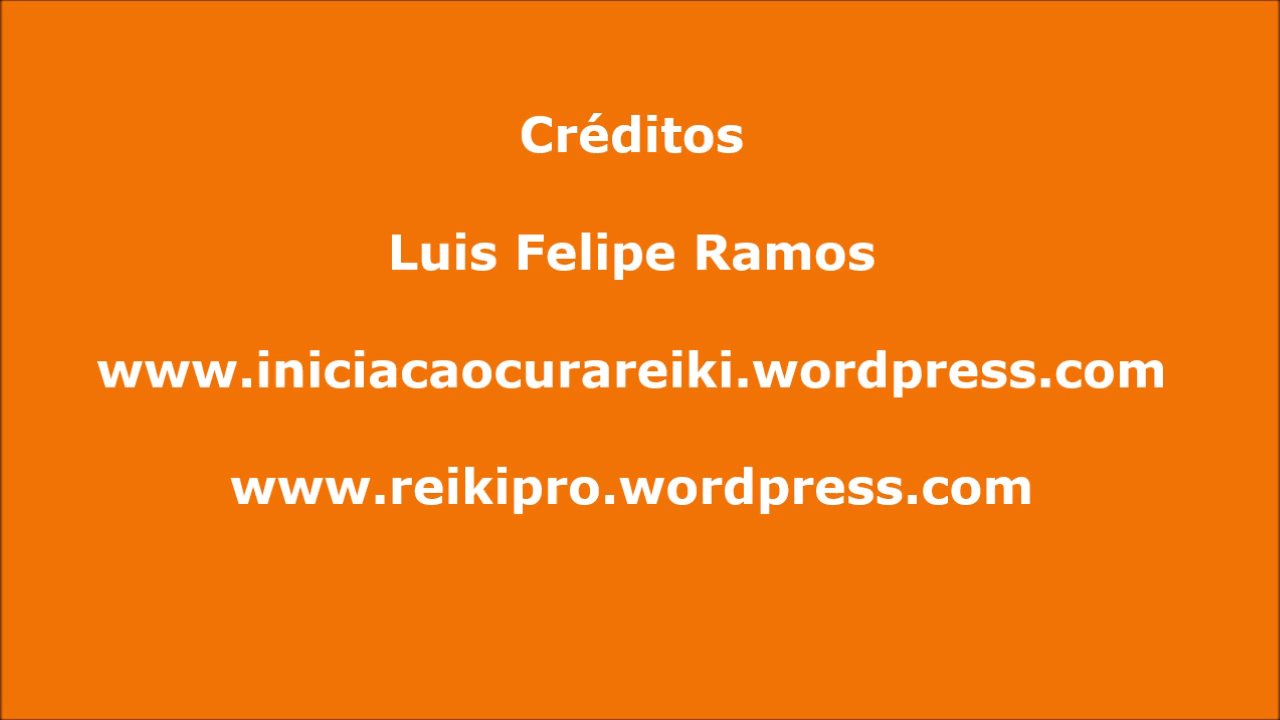 Créditos
Luis Felipe Ramos
www.iniciacaocurareiki.wordpress.com
www.reikipro.wordpress.com